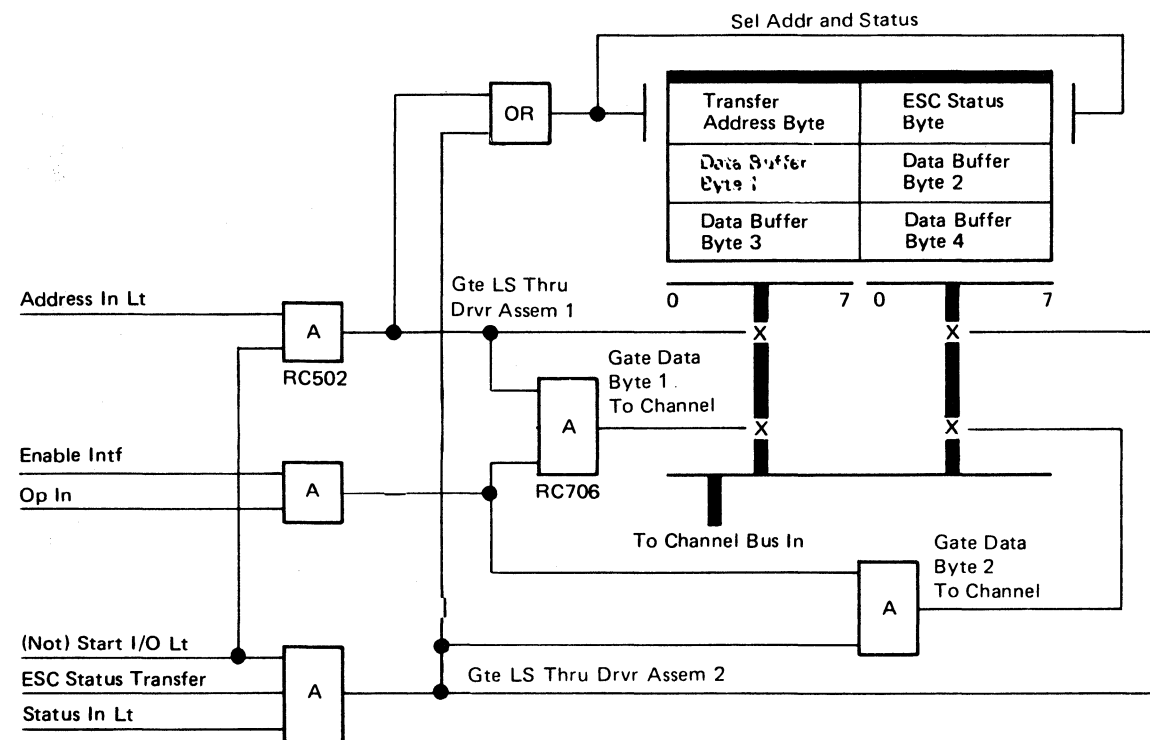 Sel Addr and Status
OR
Transfer
Address Byte
ESC Status
Byte
Data Buffer
Byte 1
Data Buffer
Byte 2
Data Buffer
Byte 3
Data Buffer
Byte 4
0 7 0 7
Address In Lt
A
RC502
Gte LS Thru
Drvr Assem 1
X
X
Gate Data
Byte 1
To Channel
A
RC706
X
X
Enable Intf
Op In
A
To Channel Bus In
Gate Data
Byte 2
To Channel
A
(Not) Start I/O Lt
ESC Status Transfer
Status In Lt
A
Gte LS Thru Drvr Assem 2